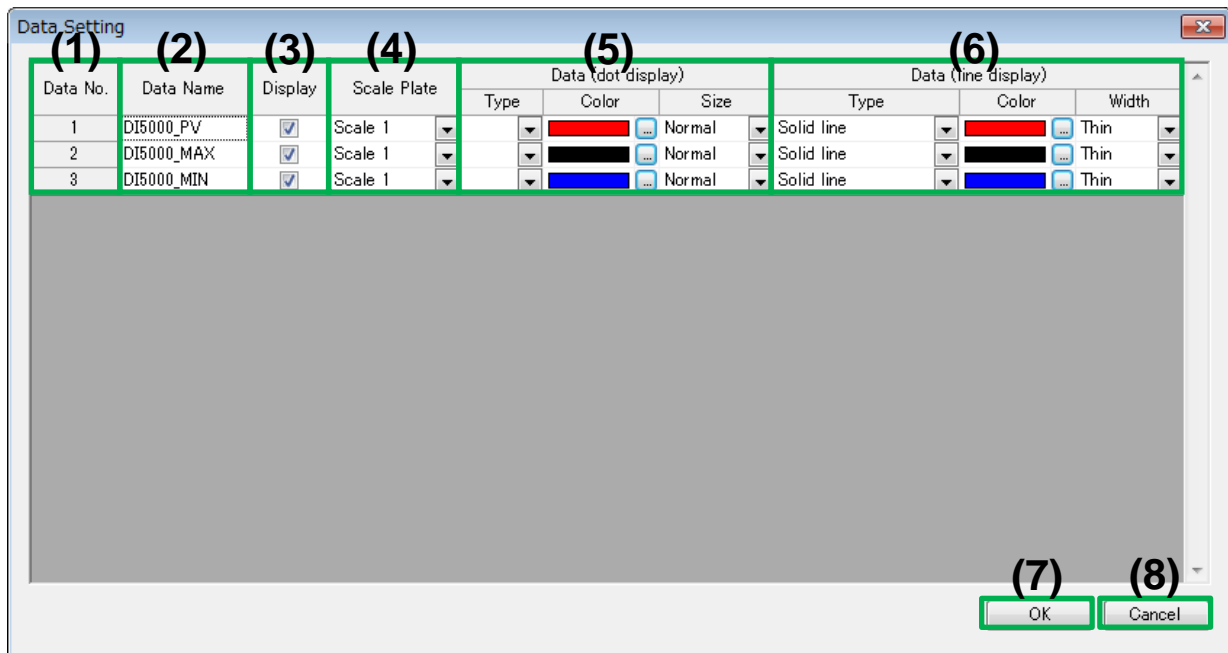 Data Setting
(1) (2) (3) (4) (5) (6)
Data No. Data Name Display Scale Plate Data (dot display) Data (line display)
Type Color Size Type Color Width
1 DI5000_PV Scale 1 ... Normal Solid line ... Thin
2 DI5000_MAX Scale 1 ... Normal Solid line ... Thin
3 DI5000_MIN Scale 1 ... Normal Solid line ... Thin
(7) (8)
OK Cancel